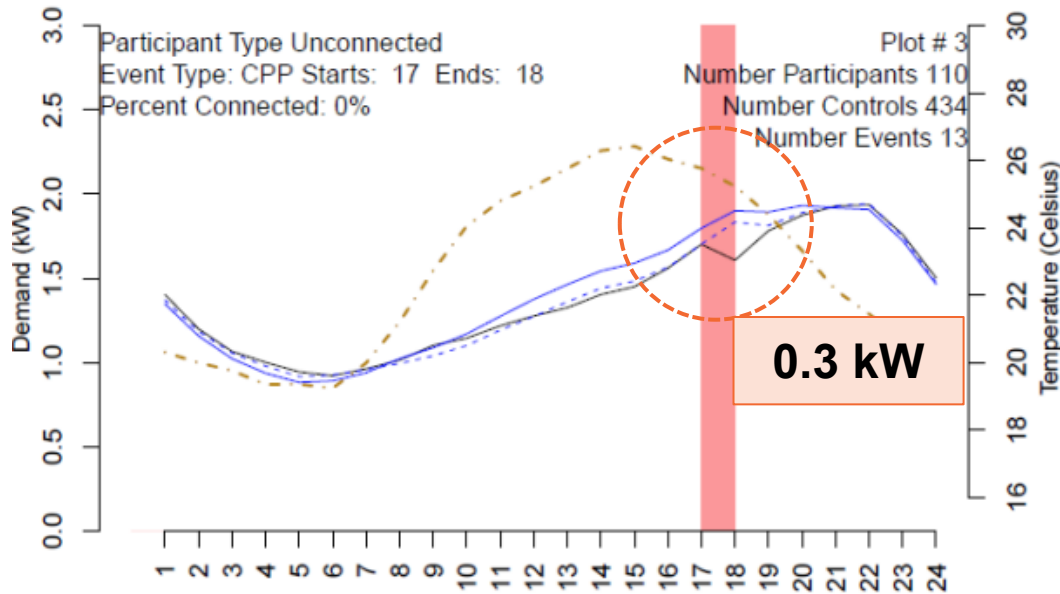 Participant Type Unconnected
Event Type: CPP Starts: 17 Ends: 18
Percent Connected: 0%
Plot # 3
Number Participants 110
Number Controls 434
Number Events 13
Demand (kW)
3.0
2.5
2.0
1.5
1.0
0.5
0.0
0.3 kW
30
28
26
24
22
20
18
16
Temperature (Celsius)
1 2 3 4 5 6 7 8 9 10 11 12 13 14 15 16 17 18 19 20 21 22 23 24